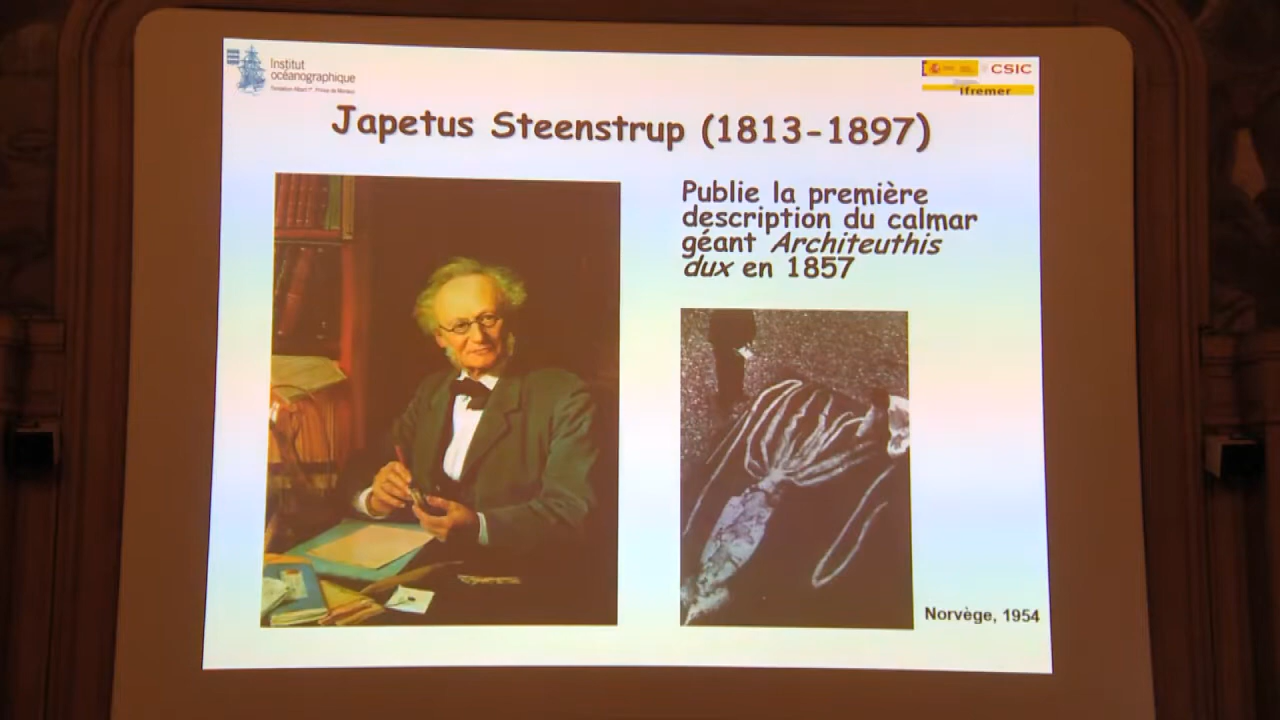 Institut
océanographique
Fondation Albert Iᵉʳ, Prince de Monaco
CSIC
Ifremer
Japetus Steenstrup (1813-1897)
Publie la première
description du calmar
géant Architeuthis
dux en 1857
Norvège, 1954